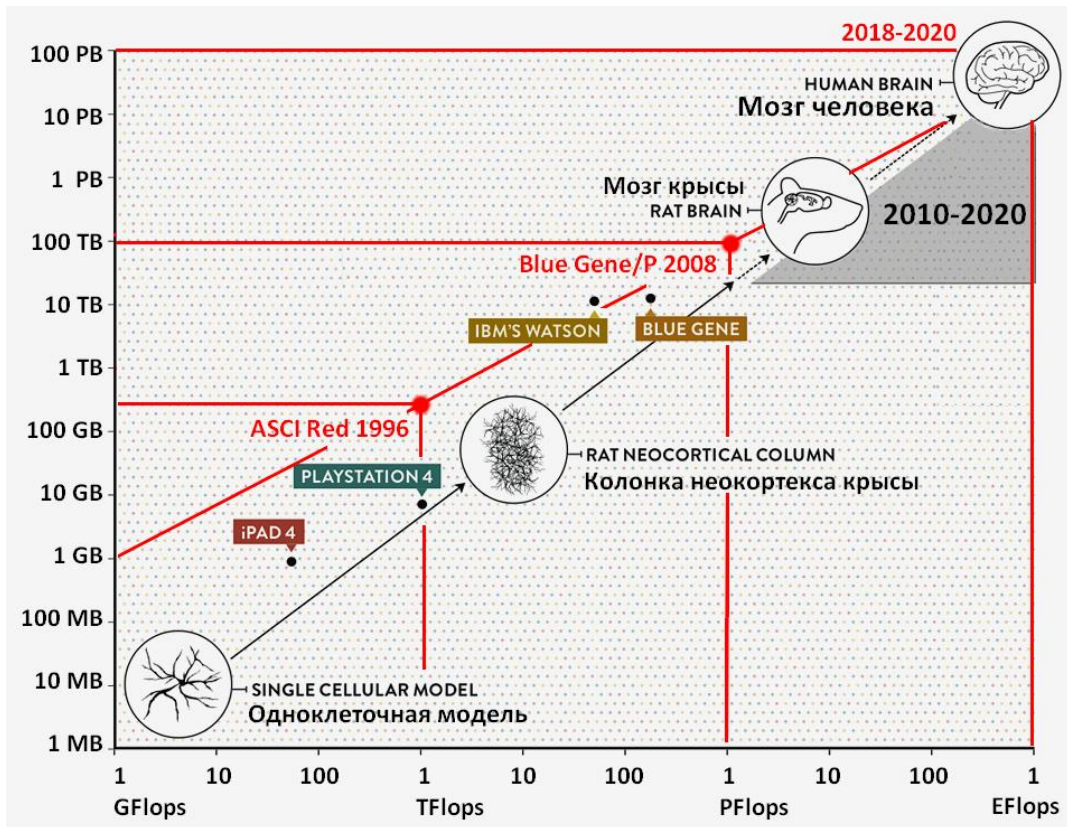 2018-2020
100 PB
HUMAN BRAIN
Мозг человека
10 PB
1 PB
Мозг крысы
RAT BRAIN
2010-2020
100 TB
Blue Gene/P 2008
10 TB
IBM'S WATSON
BLUE GENE
1 TB
100 GB
ASCI Red 1996
RAT NEOCORTICAL COLUMN
Колонка неокортекса крысы
PLAYSTATION 4
10 GB
iPAD 4
1 GB
100 MB
10 MB
SINGLE CELLULAR MODEL
Одноклеточная модель
1 MB
1 10 100 1 10 100 1 10 100 1
GFlops TFlops PFlops EFlops